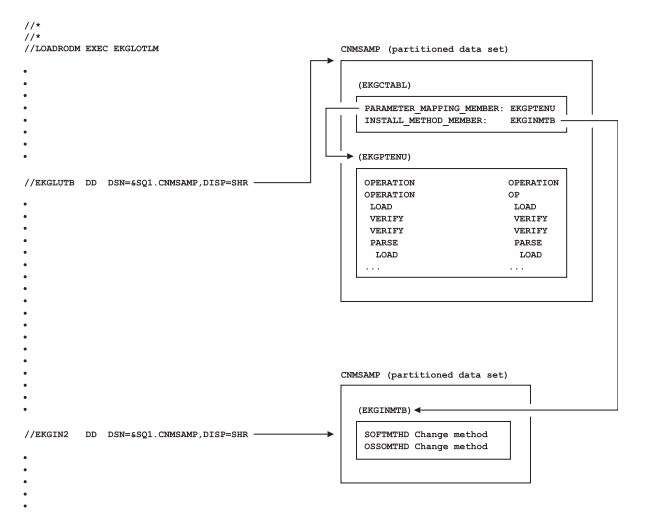 //*
//*
//LOADRODM EXEC EKGLOTLM
CNMSAMP (partitioned data set)
(EKGCTABL)
PARAMETER_MAPPING_MEMBER: EKGPTENU
INSTALL_METHOD_MEMBER: EKGINMTB
(EKGPTENU)
//EKGLUTB DD DSN=&SQ1.CNMSAMP,DISP=SHR
OPERATION OPERATION
OPERATION OP
LOAD LOAD
VERIFY VERIFY
VERIFY VERIFY
PARSE PARSE
LOAD LOAD
... ...
CNMSAMP (partitioned data set)
(EKGINMTB)
//EKGIN2 DD DSN=&SQ1.CNMSAMP,DISP=SHR
SOFTMTHD Change method
OSSOMTHD Change method